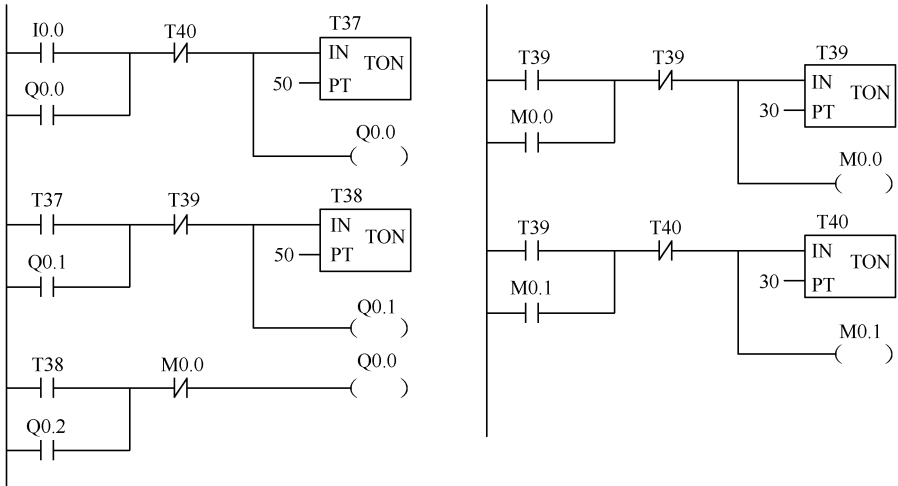 I0.0 T40 T37
IN TON
50 PT
Q0.0
Q0.0
T37 T39 T38
IN TON
50 PT
Q0.1
Q0.1
T38 M0.0 Q0.0
Q0.2
T39 T39 T39
IN TON
30 PT
M0.0
M0.0
T39 T40 T40
IN TON
30 PT
M0.1
M0.1